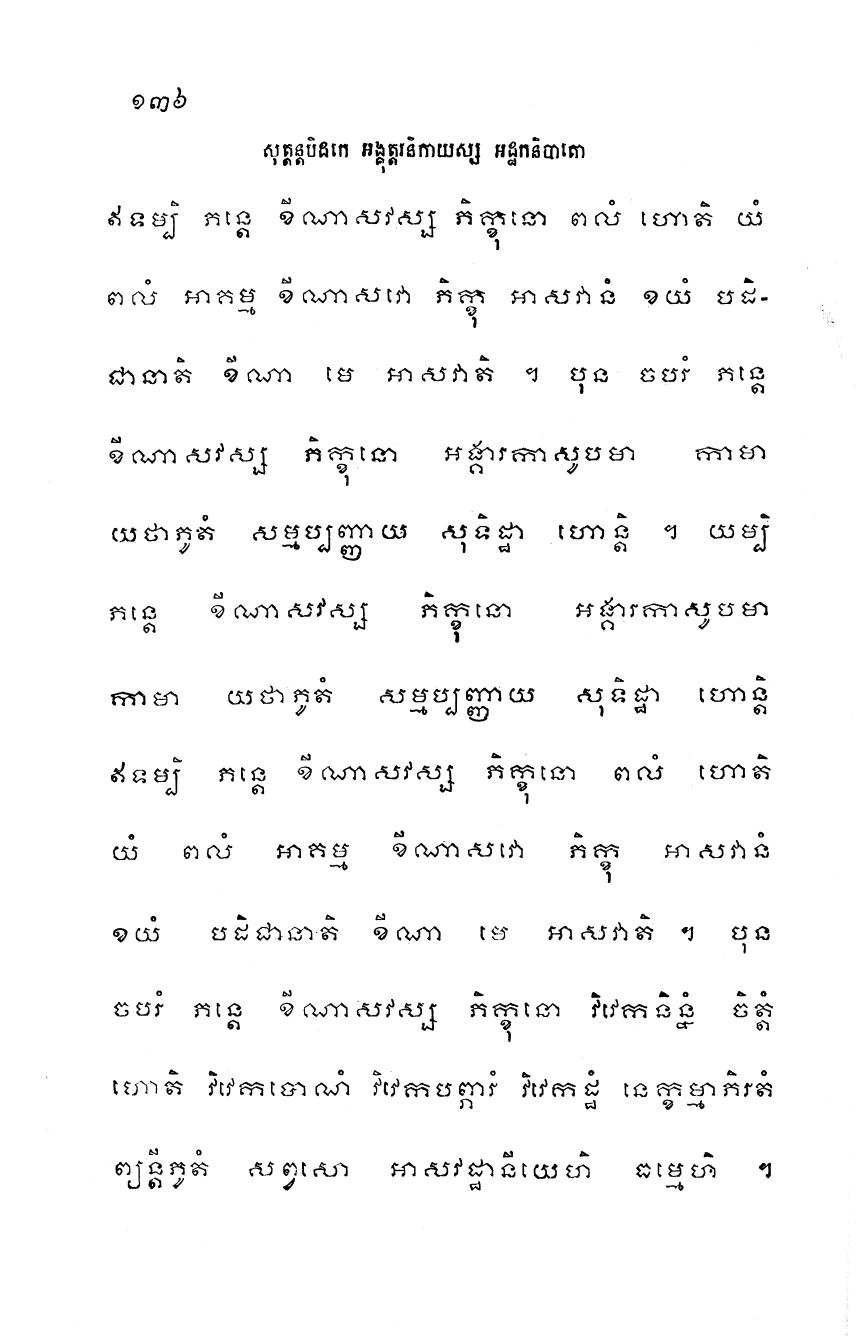 ១៣៦
សុត្តន្តបិដកេ អង្គុត្តរនិកាយស្ស អដ្ឋកនិបាតោ
ឥទម្បិ ភន្តេ ខីណាសវស្ស ភិក្ខុនោ ពលំ ហោតិ យំ
ពលំ អាគម្ម ខីណាសវោ ភិក្ខុ អាសវានំ ខយំ បដិ-
ជានាតិ ខីណា មេ អាសវាតិ ។ បុន ចបរំ ភន្តេ
ខីណាសវស្ស ភិក្ខុនោ អង្គារកាសូបមា កាមា
យថាភូតំ សម្មប្បញ្ញាយ សុទិដ្ឋា ហោន្តិ ។ យម្បិ
ភន្តេ ខីណាសវស្ស ភិក្ខុនោ អង្គារកាសូបមា
កាមា យថាភូតំ សម្មប្បញ្ញាយ សុទិដ្ឋា ហោន្តិ
ឥទម្បិ ភន្តេ ខីណាសវស្ស ភិក្ខុនោ ពលំ ហោតិ
យំ ពលំ អាគម្ម ខីណាសវោ ភិក្ខុ អាសវានំ
ខយំ បដិជានាតិ ខីណា មេ អាសវាតិ ។ បុន
ចបរំ ភន្តេ ខីណាសវស្ស ភិក្ខុនោ វិវេកនិន្នំ ចិត្តំ
ហោតិ វិវេកបោណំ វិវេកបញ្ភារំ វិវេកដ្ឋំ នេក្ខម្មាភិរតំ
ព្យន្តីភូតំ សព្វសោ អាសវដ្ឋានីយេហិ ធម្មេហិ ។